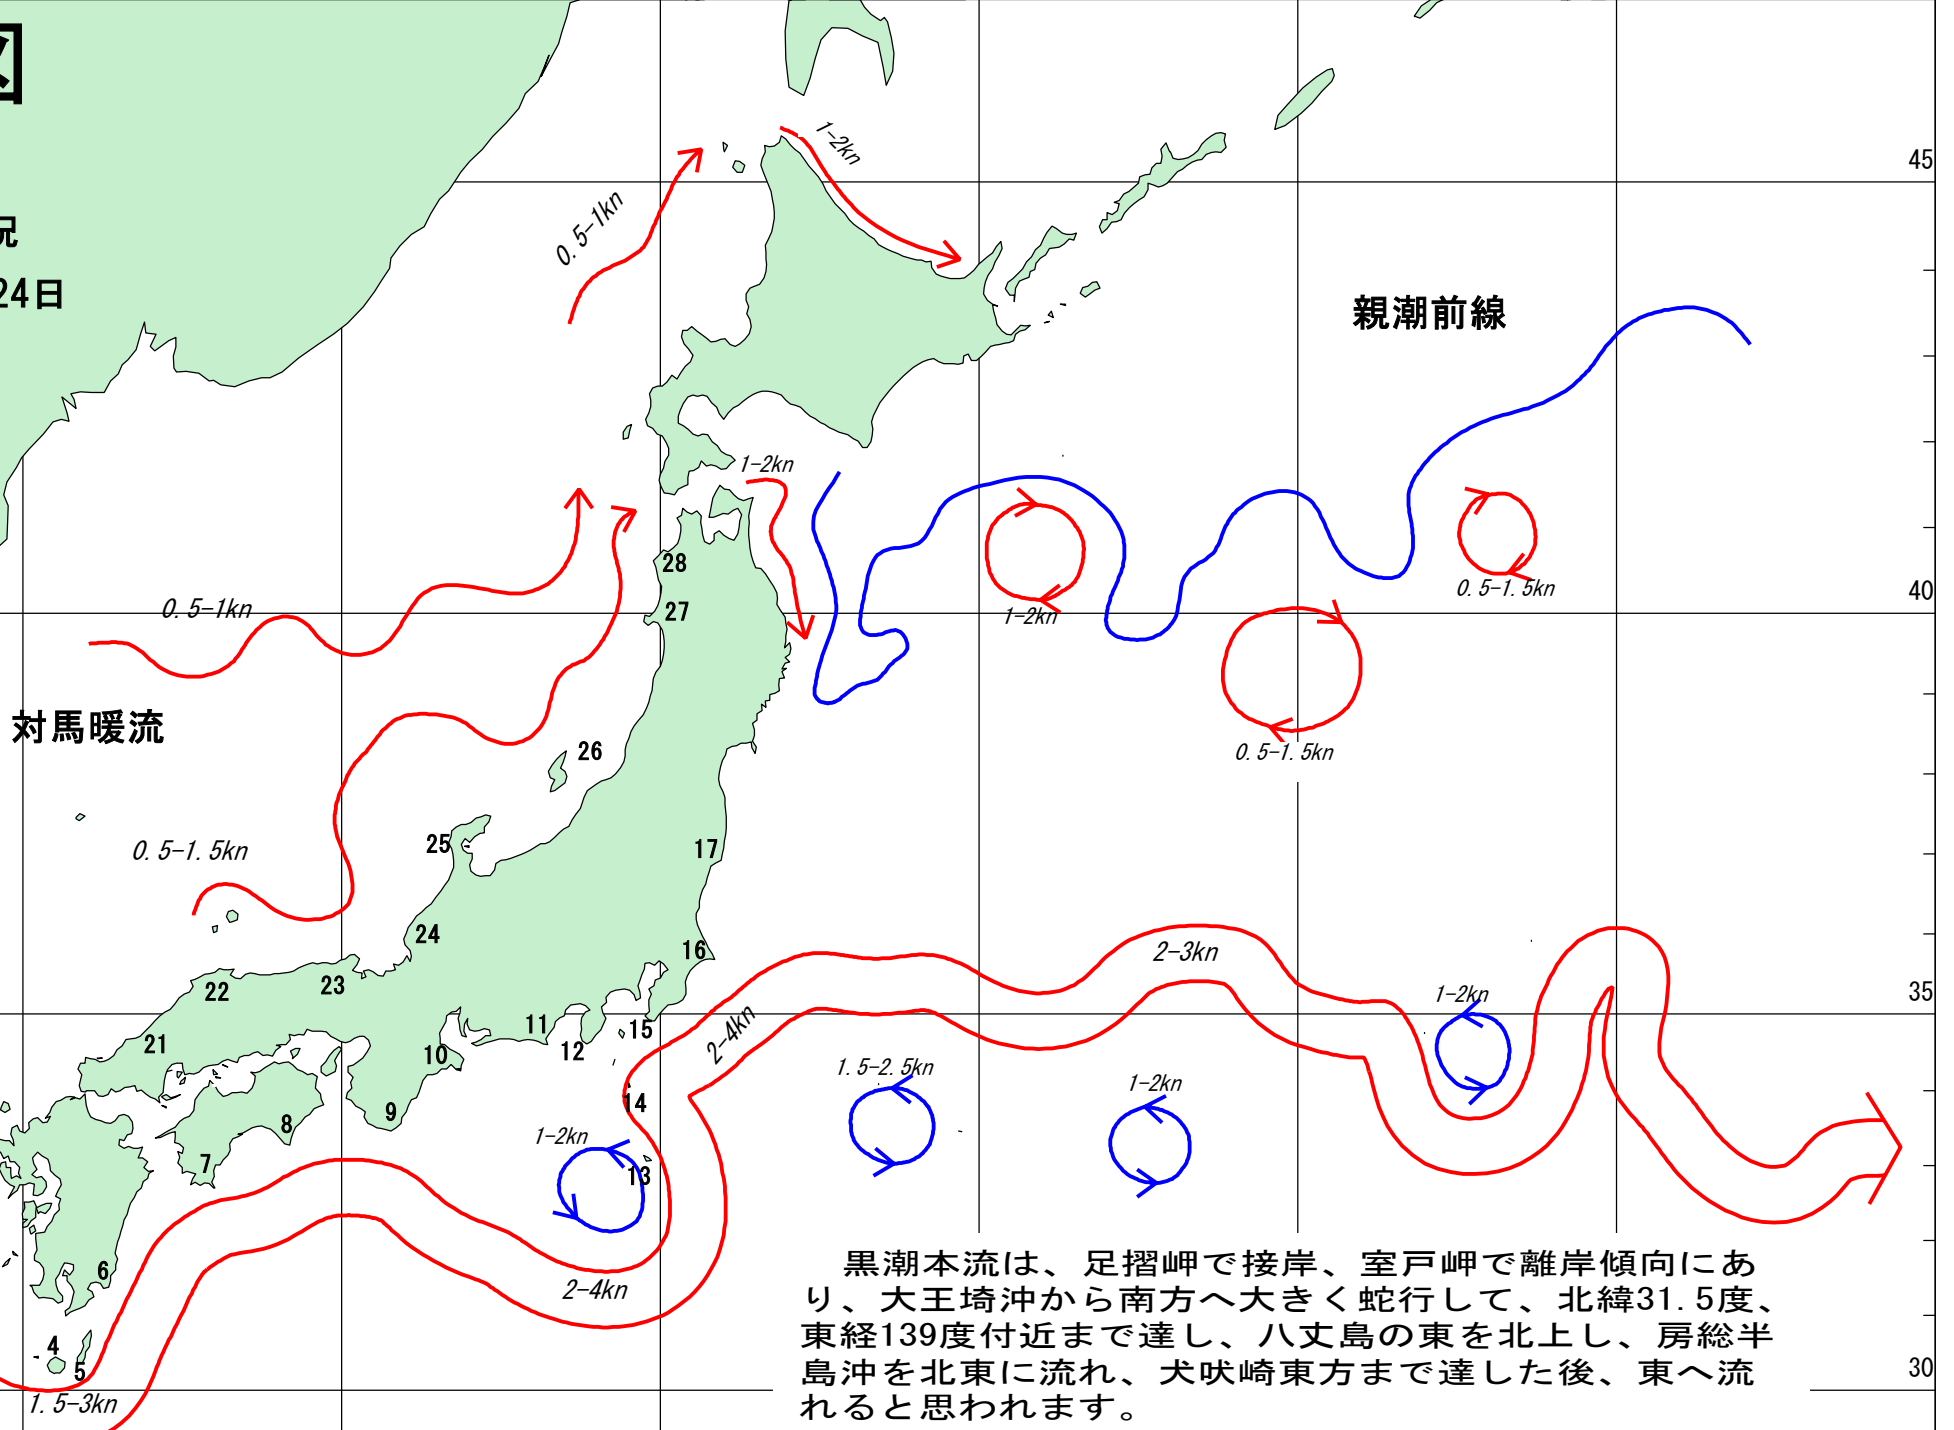 図
況
24日
1-2kn
45
0.5-1kn
親潮前線
1-2kn
28
0.5-1.5kn
40
0.5-1kn
27
1-2kn
対馬暖流
26
0.5-1.5kn
0.5-1.5kn
25
17
24
16
2-3kn
22
23
1-2kn
35
21
10
11
12
15
2-4kn
1.5-2.5kn
1-2kn
14
9
8
1-2kn
7
13
6
2-4kn
4
5
1.5-3kn
30
黒潮本流は、足摺岬で接岸、室戸岬で離岸傾向にあ
り、大王埼沖から南方へ大きく蛇行して、北緯31.5度、
東経139度付近まで達し、八丈島の東を北上し、房総半
島沖を北東に流れ、犬吠崎東方まで達した後、東へ流
れると思われます。